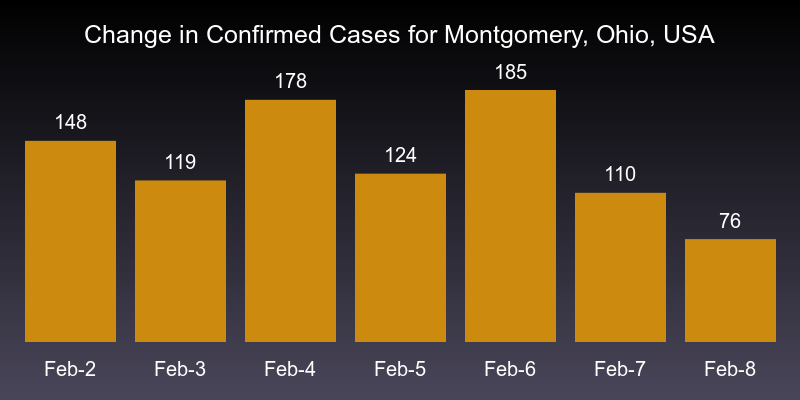 Change in Confirmed Cases for Montgomery, Ohio, USA
148
119
178
124
185
110
76
Feb-2
Feb-3
Feb-4
Feb-5
Feb-6
Feb-7
Feb-8